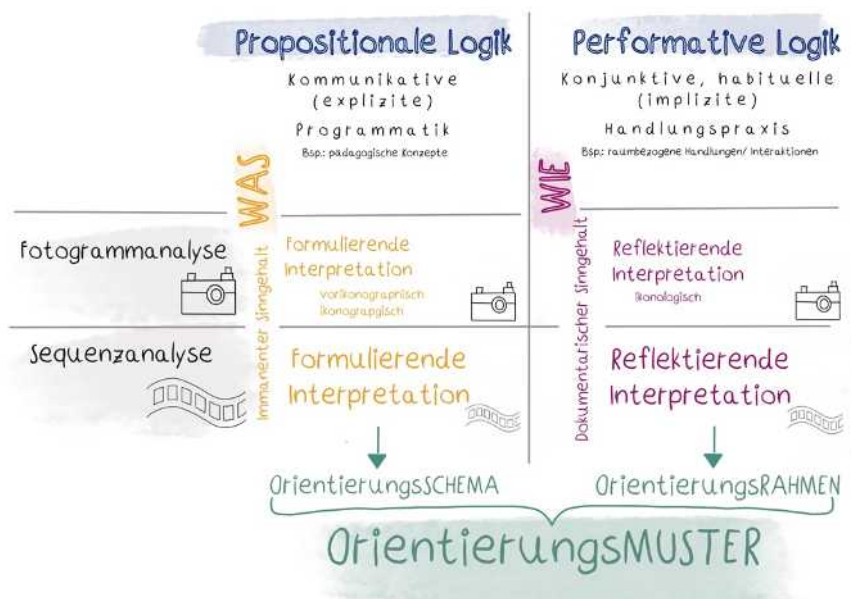 Propositionale Logik
Kommunikative
(explizite)
Programmatik
Bsp.: pädagogische Konzepte
Performative Logik
Konjunktive, habituelle
(implizite)
Handlungspraxis
Bsp.: raumbezogene Handlungen/ Interaktionen
WAS
WIE
Fotogrammanalyse
Immanenter Sinngehalt
Formulierende
Interpretation
vorikonographisch
ikonograpgisch
Dokumentarischer Sinngehalt
Reflektierende
Interpretation
ikonologisch
Sequenzanalyse
Formulierende
Interpretation
Reflektierende
Interpretation
OrientierungsSCHEMA
OrientierungsRAHMEN
OrientierungsMUSTER